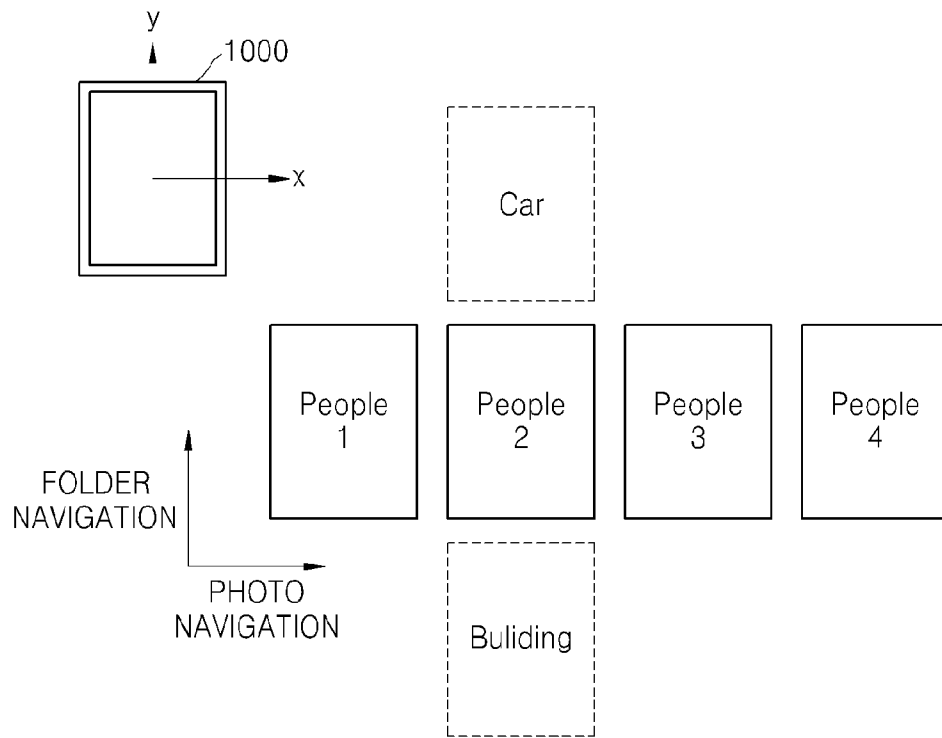 y
1000
x
Car
People
1
People
2
People
3
People
4
FOLDER
NAVIGATION
PHOTO
NAVIGATION
Buliding